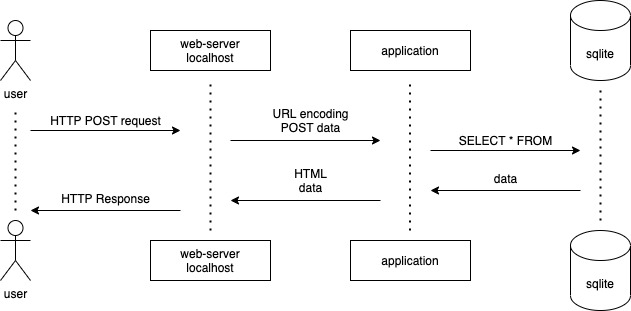 web-server
localhost
application
sqlite
user
HTTP POST request
URL encoding
POST data
SELECT * FROM
data
HTML
data
HTTP Response
web-server
localhost
application
sqlite
user